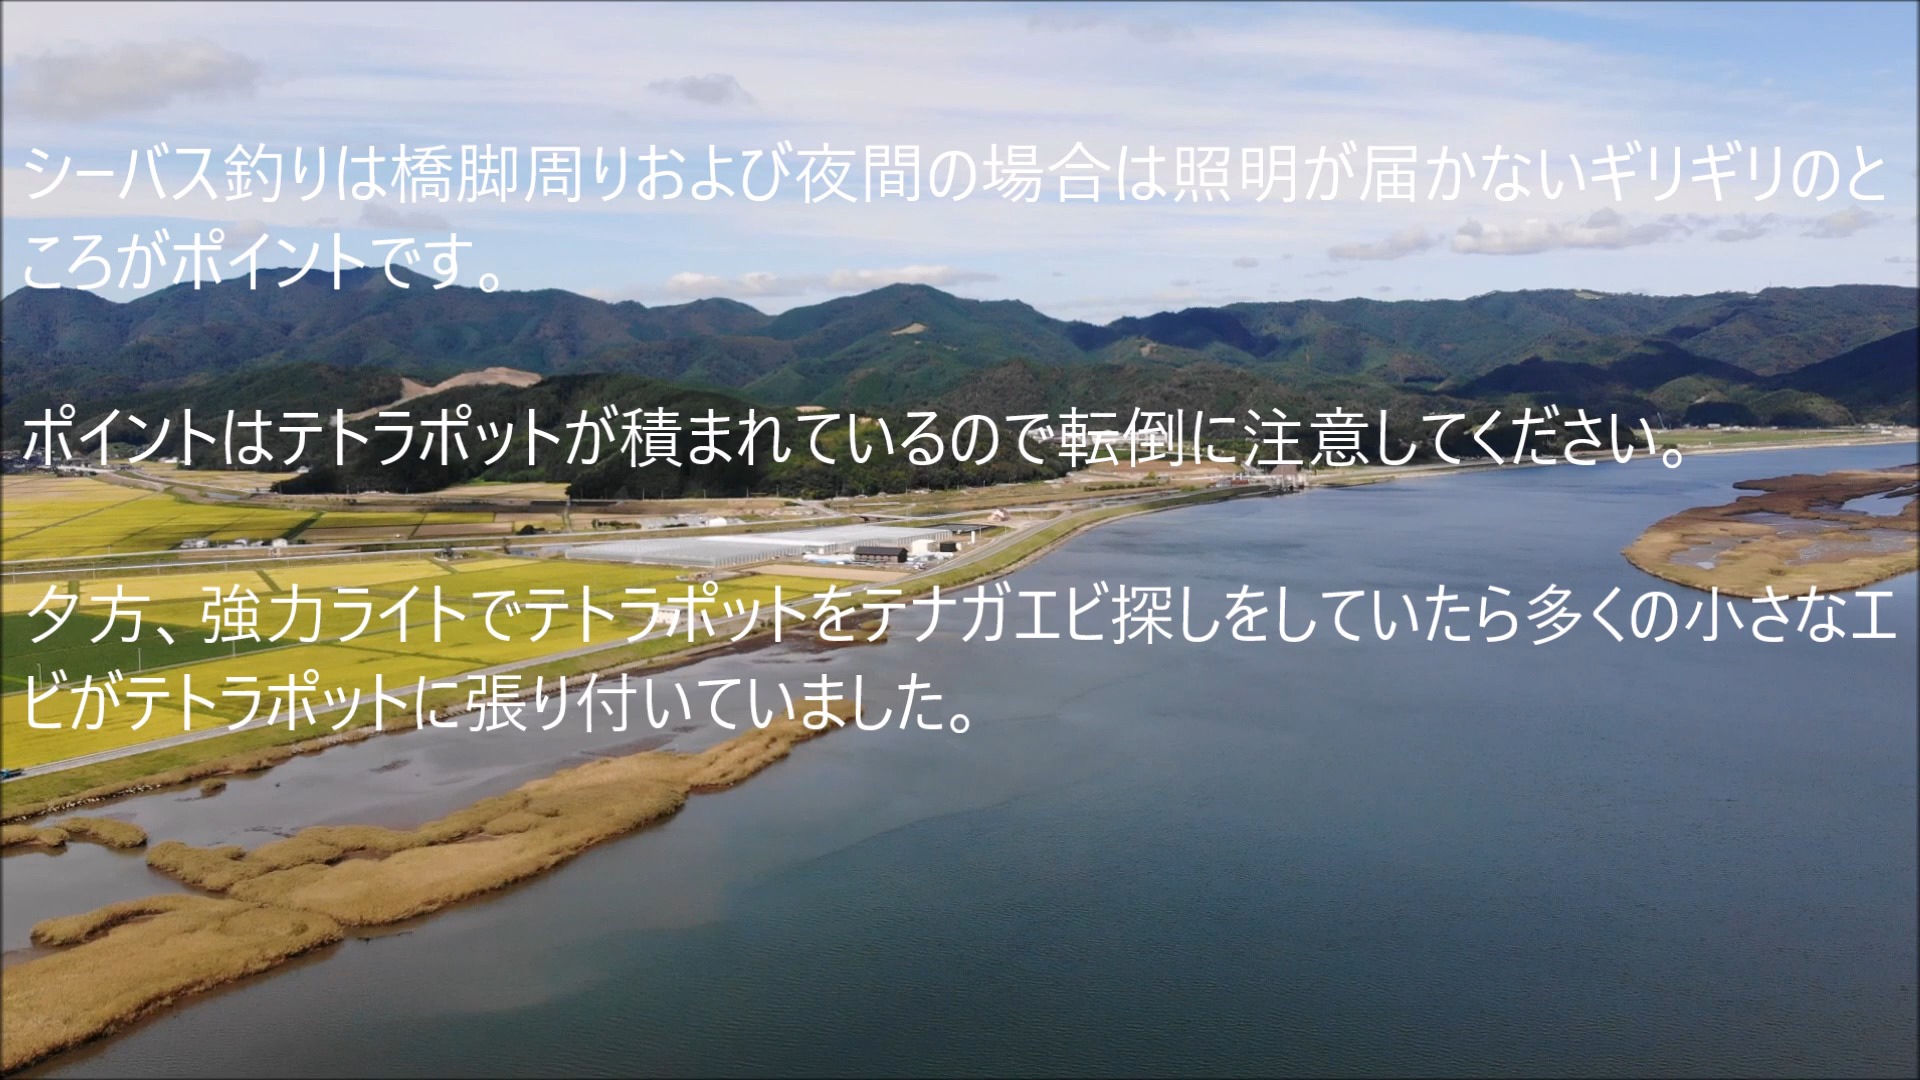 シーバス釣りは橋脚周りおよび夜間の場合は照明が届かないギリギリのと
ころがポイントです。
ポイントはテトラポットが積まれているので転倒に注意してください。
夕方、強力ライトでテトラポットをテナガエビ探しをしていたら多くの小さなエ
ビがテトラポットに張り付いていました。